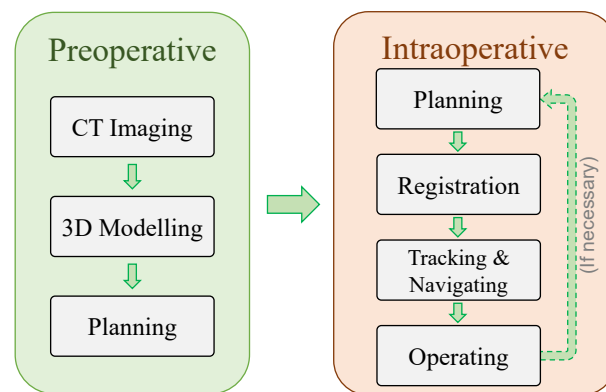 Preoperative
CT Imaging
3D Modelling
Planning
Intraoperative
Planning
Registration
Tracking &
Navigating
Operating
(If necessary)